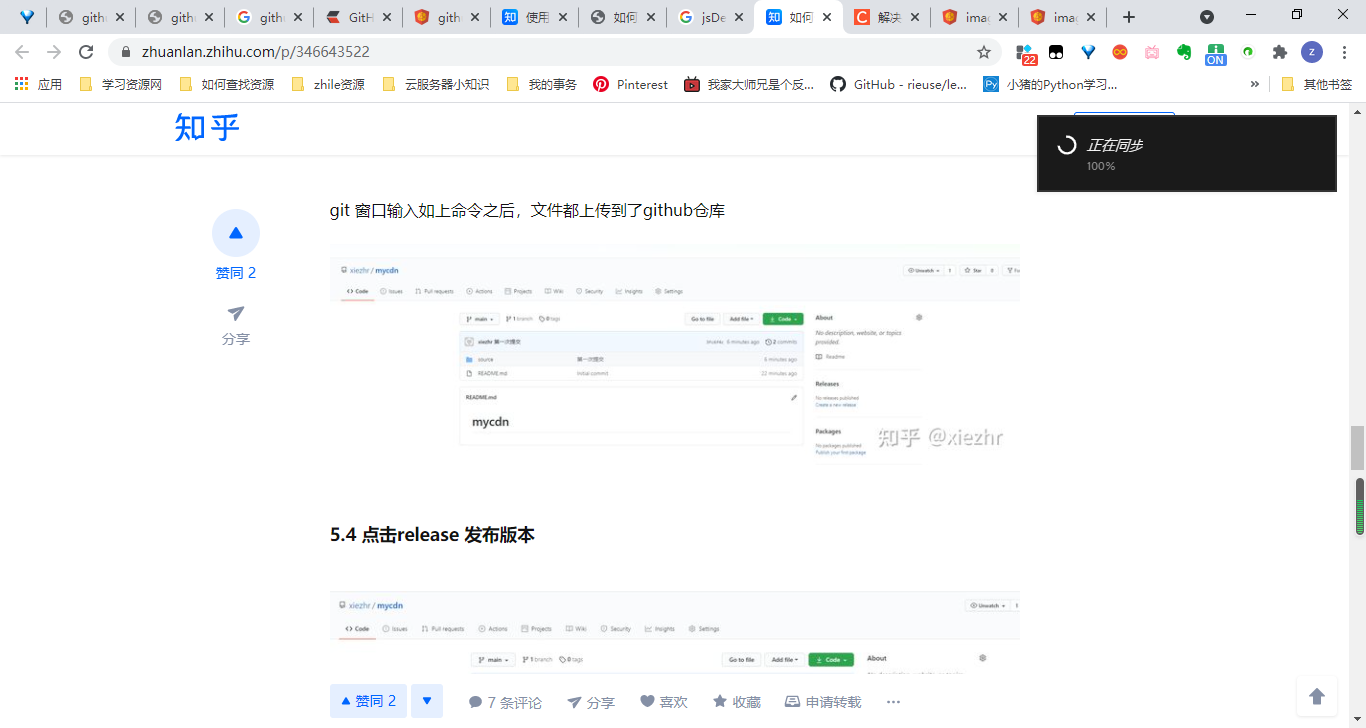 gith
gith
gith
GitH
gith
使用
如何
jsDe
如何
解决
imag
imag
zhuanlan.zhihu.com/p/346643522
22
ON
z
应用
学习资源网
如何查找资源
zhile资源
云服务器小知识
我的事务
Pinterest
我家大师兄是个反...
GitHub - rieuse/le...
小猪的Python学习...
»
其他书签
知乎
正在同步
100%
git 窗口输入如上命令之后，文件都上传到了github仓库
赞同 2
分享
xiezhr / mycdn
Unwatch 1 Star 0
Code Issues Pull requests Actions Projects Wiki Security Insights Settings
main 1 branch 0 tags Go to file Add file Code
About
No description, website, or topics provided.
xiezhr 第一次提交 6 minutes ago 2 commits
Readme
source 第一次提交 6 minutes ago
README.md Initial commit 22 minutes ago
Releases
No releases published
Create a new release
README.md
mycdn
Packages
No packages published
Publish your first package
知乎 @xiezhr
5.4 点击release 发布版本
xiezhr / mycdn
Unwatch 1
Code Issues Pull requests Actions Projects Wiki Security Insights Settings
main 1 branch 0 tags Go to file Add file Code
About
赞同 2
7 条评论
分享
喜欢
收藏
申请转载